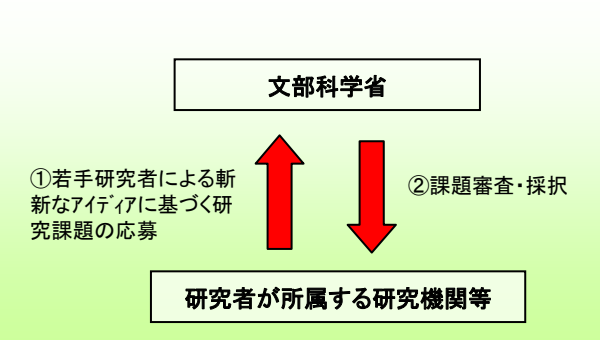 文部科学省
①若手研究者による斬
新なｱｲﾃﾞｨｱに基づく研
究課題の応募
②課題審査・採択
研究者が所属する研究機関等